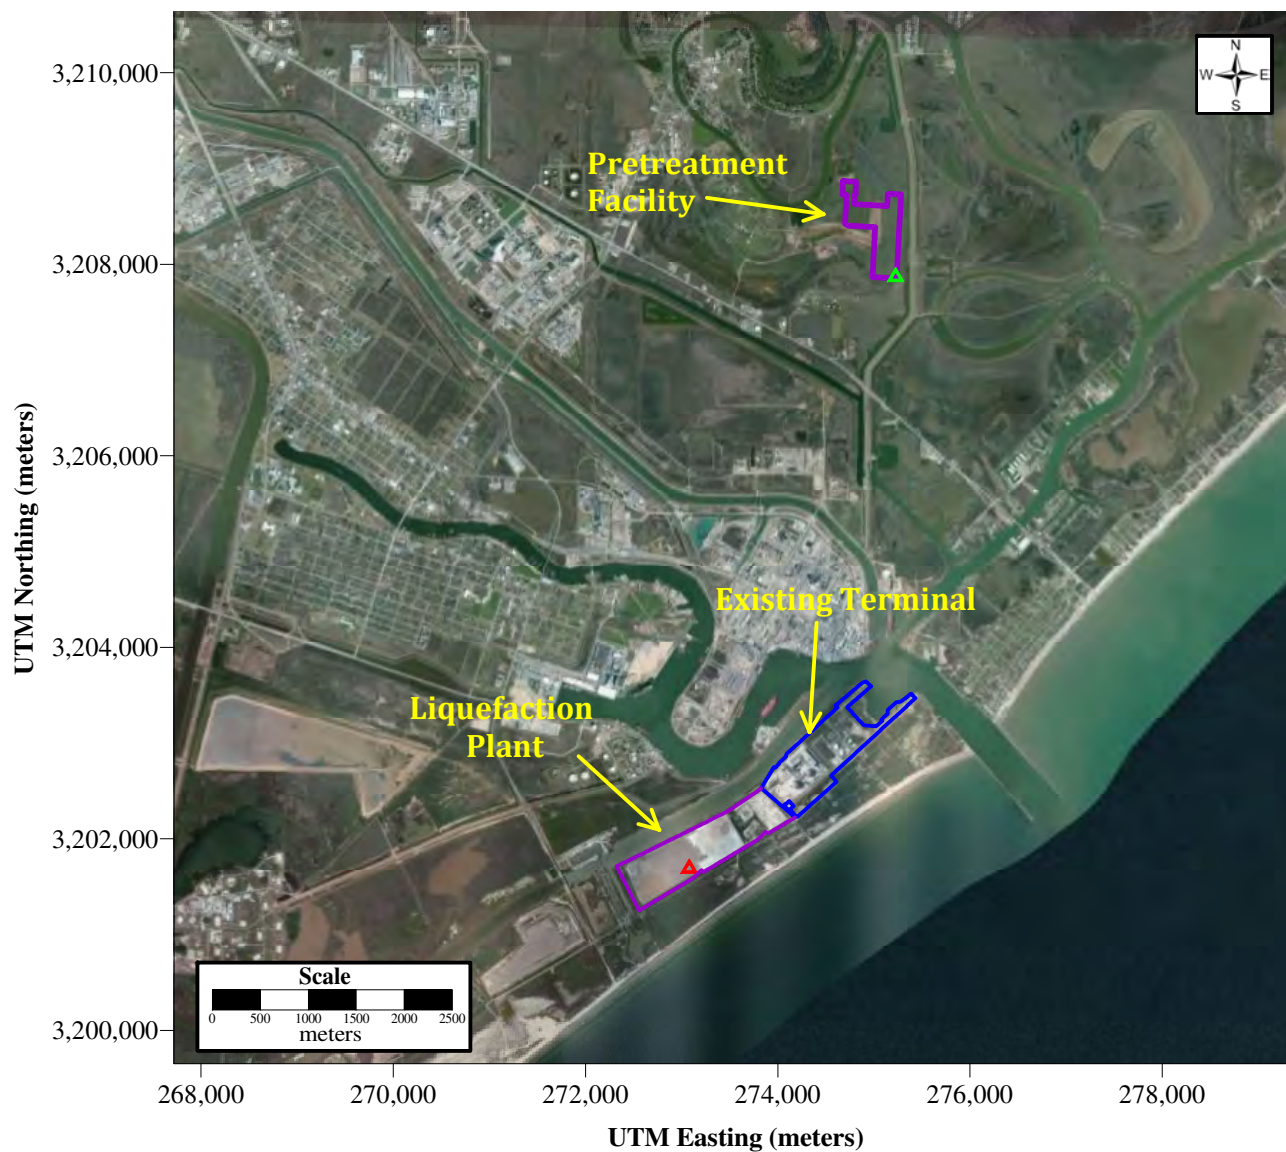 3,210,000
N
W E
S
Pretreatment
Facility
3,208,000
3,206,000
UTM Northing (meters)
Existing Terminal
3,204,000
Liquefaction
Plant
3,202,000
Scale
0 500 1000 1500 2000 2500
meters
3,200,000
268,000 270,000 272,000 274,000 276,000 278,000
UTM Easting (meters)